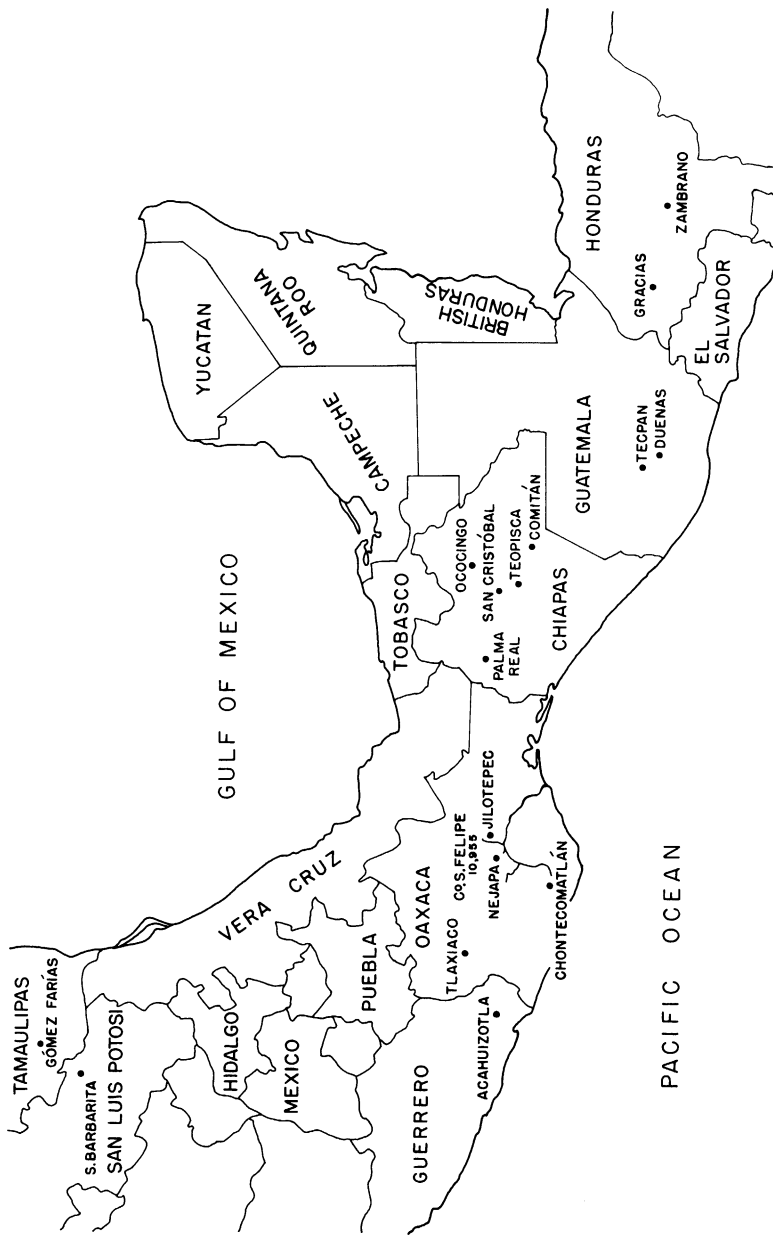 TAMAULIPAS
GÓMEZ FARÍAS
S. BARBARITA
SAN LUIS POTOSI
HIDALGO
MEXICO
VERA CRUZ
PUEBLA
GUERRERO
ACAHUIZOTLA
OAXACA
TLAXIACO
Co. S. FELIPE
10,955
NEJAPA
JILOTEPEC
CHONTECOMATLÁN
GULF OF MEXICO
PACIFIC OCEAN
TOBASCO
CAMPECHE
YUCATAN
QUINTANA
ROO
BRITISH
HONDURAS
OCOCINGO
SAN CRISTÓBAL
TEOPISCA
COMITÁN
PALMA
REAL
CHIAPAS
GUATEMALA
TECPAN
DUENAS
HONDURAS
GRACIAS
ZAMBRANO
EL
SALVADOR